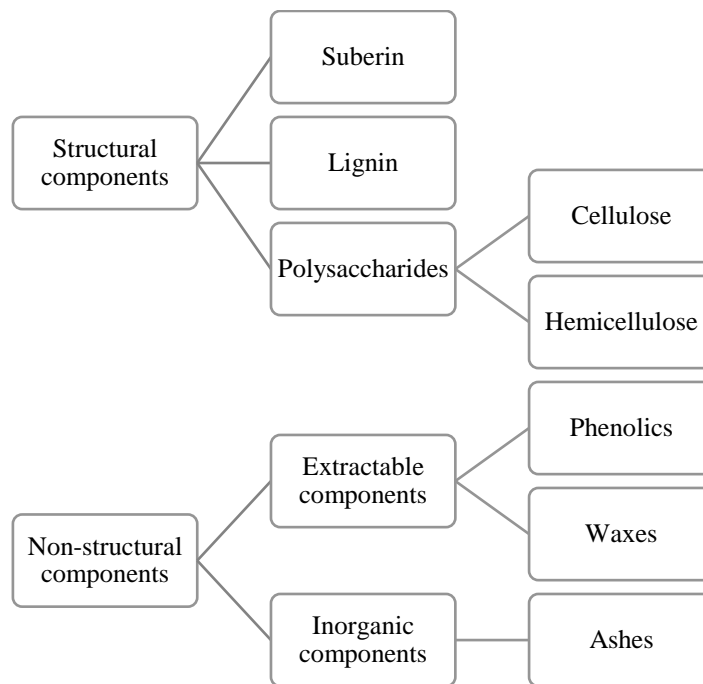 Structural
components
Suberin
Lignin
Polysaccharides
Cellulose
Hemicellulose
Non-structural
components
Extractable
components
Phenolics
Waxes
Inorganic
components
Ashes